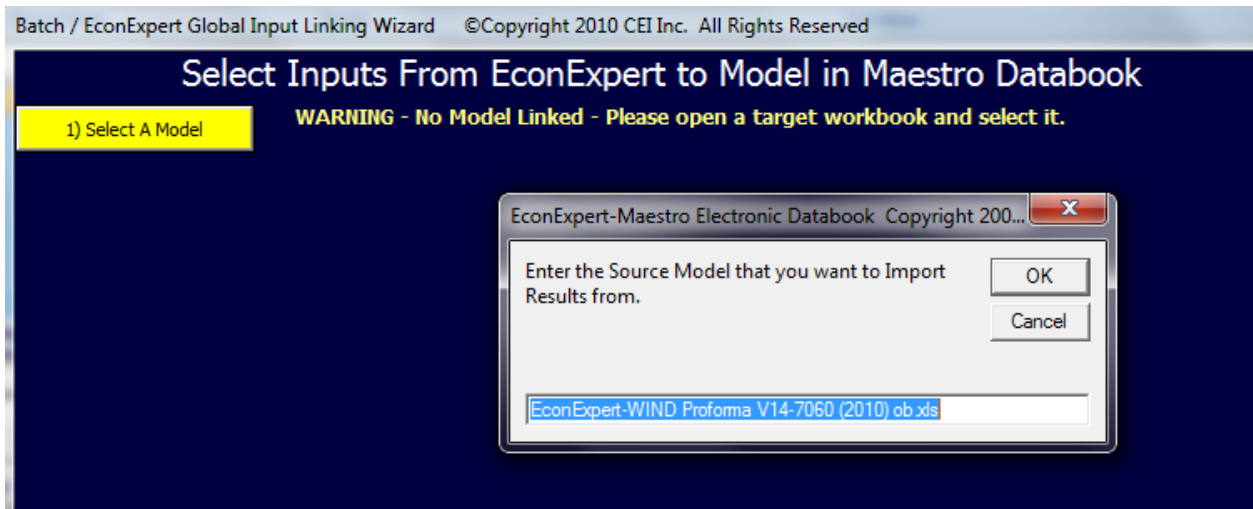 Batch / EconExpert Global Input Linking Wizard ©Copyright 2010 CEI Inc. All Rights Reserved
Select Inputs From EconExpert to Model in Maestro Databook
1) Select A Model
WARNING - No Model Linked - Please open a target workbook and select it.
EconExpert-Maestro Electronic Databook Copyright 200...
Enter the Source Model that you want to Import
Results from.
OK
Cancel
EconExpert-WIND Proforma V14-7060 (2010) ob.xls